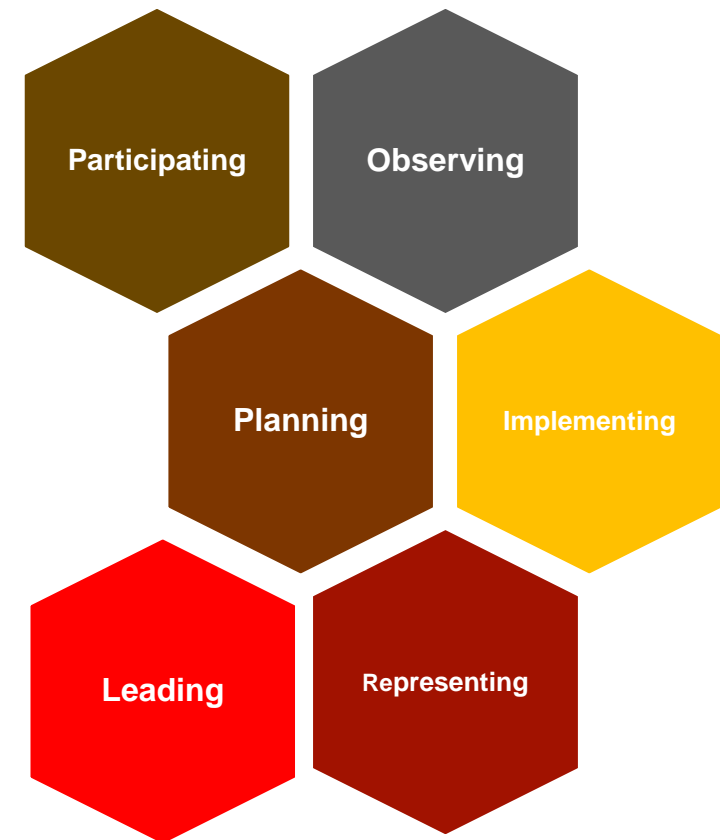 Participating
Observing
Planning
Implementing
Leading
Representing